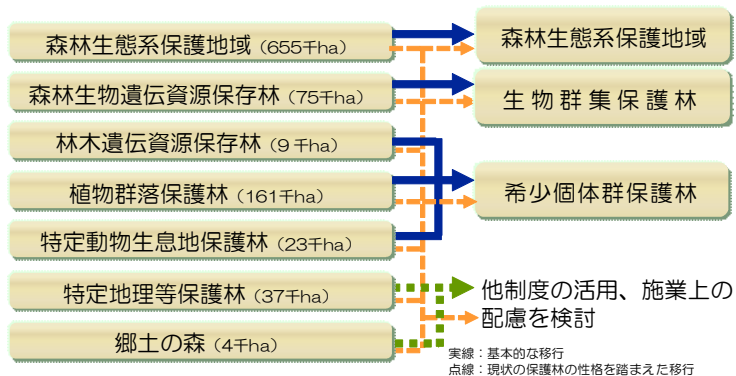 森林生態系保護地域（655千ha）
森林生物遺伝資源保存林（75千ha）
林木遺伝資源保存林（9 千ha）
植物群落保護林（161千ha）
特定動物生息地保護林（23千ha）
特定地理等保護林（37千ha）
郷土の森（4千ha）
森林生態系保護地域
生物群集保護林
希少個体群保護林
他制度の活用、施業上の
配慮を検討
実線：基本的な移行
点線：現状の保護林の性格を踏まえた移行